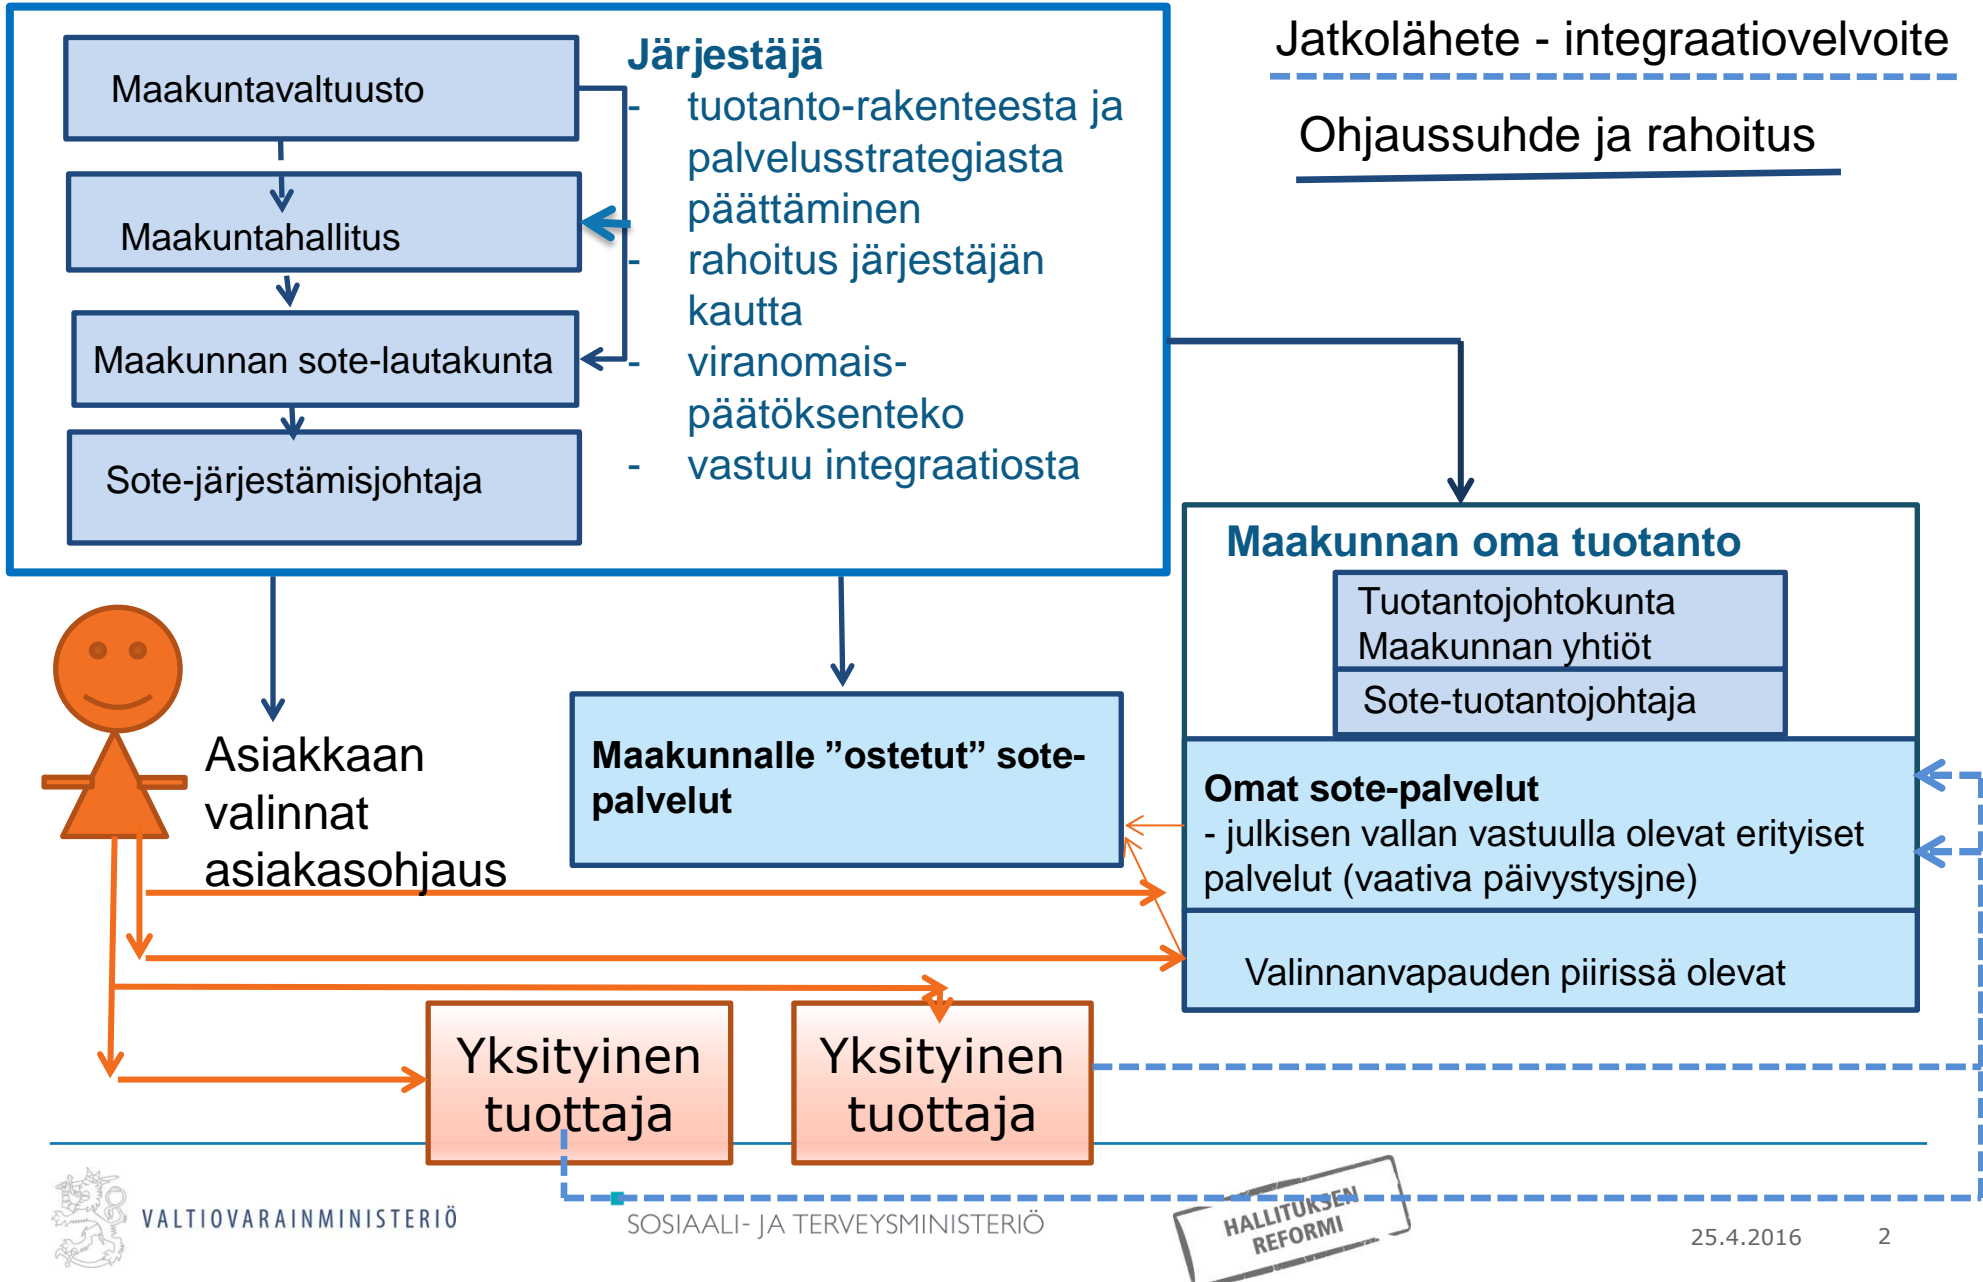 Maakuntavaltuusto
Maakuntahallitus
Maakunnan sote-lautakunta
Sote-järjestämisjohtaja
Järjestäjä
- tuotanto-rakenteesta ja
palvelusstrategiasta
päättäminen
- rahoitus järjestäjän
kautta
- viranomais-
päätöksenteko
- vastuu integraatiosta
Jatkolähete - integraatiovelvoite
Ohjaussuhde ja rahoitus
Maakunnan oma tuotanto
Tuotantojohtokunta
Maakunnan yhtiöt
Sote-tuotantojohtaja
Omat sote-palvelut
- julkisen vallan vastuulla olevat erityiset
palvelut (vaativa päivystysjne)
Valinnanvapauden piirissä olevat
Maakunnalle ”ostetut” sote-
palvelut
Asiakkaan
valinnat
asiakasohjaus
Yksityinen
tuottaja
Yksityinen
tuottaja
VALTIOVARAINMINISTERIÖ
SOSIAALI- JA TERVEYSMINISTERIÖ
HALLITUKSEN
REFORMI
25.4.2016
2